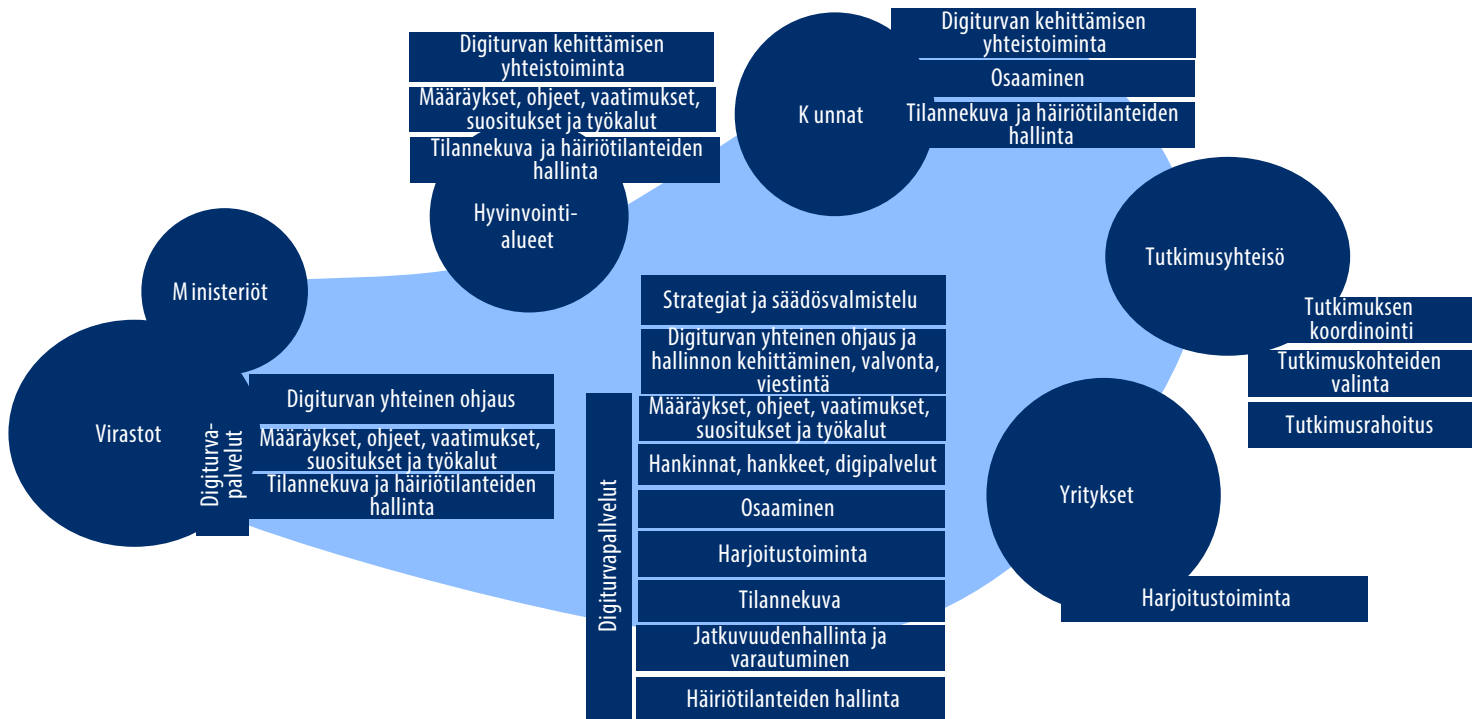 Digiturvan kehittämisen
yhteistoiminta
Määräykset, ohjeet, vaatimukset,
suositukset ja työkalut
Tilannekuva ja häiriötilanteiden
hallinta
Hyvinvointi-
alueet
Digiturvan kehittämisen
yhteistoiminta
Osaaminen
Tilannekuva ja häiriötilanteiden
hallinta
K unnat
Tutkimusyhteisö
Tutkimuksen
koordinointi
Tutkimuskohteiden
valinta
Tutkimusrahoitus
M inisteriöt
Virastot
Digiturva-
palvelut
Digiturvan yhteinen ohjaus
Määräykset, ohjeet, vaatimukset,
suositukset ja työkalut
Tilannekuva ja häiriötilanteiden
hallinta
Digiturvapallvelut
Strategiat ja säädösvalmistelu
Digiturvan yhteinen ohjaus ja
hallinnon kehittäminen, valvonta,
viestintä
Määräykset, ohjeet, vaatimukset,
suositukset ja työkalut
Hankinnat, hankkeet, digipalvelut
Osaaminen
Harjoitustoiminta
Tilannekuva
Jatkuvuudenhallinta ja
varautuminen
Häiriötilanteiden hallinta
Yritykset
Harjoitustoiminta